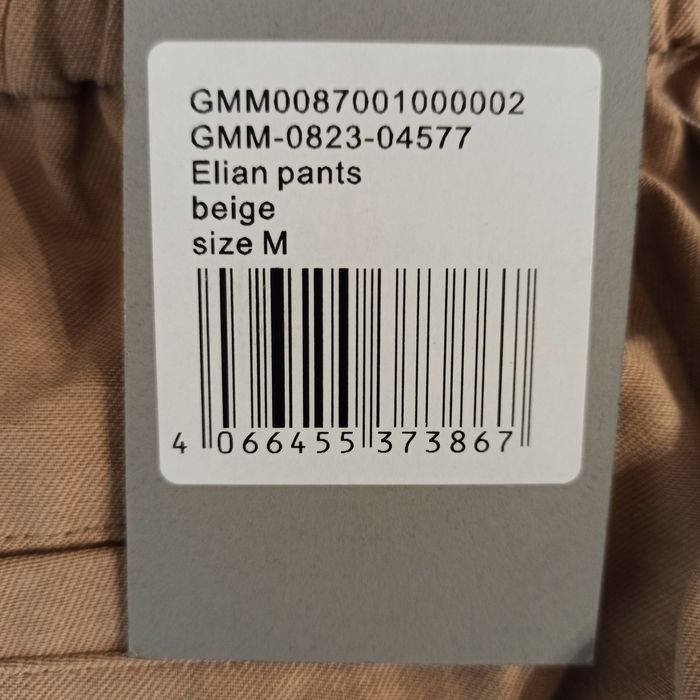 GMM0087001000002
GMM-0823-04577
Elian pants
beige
size M
4 066455 373867